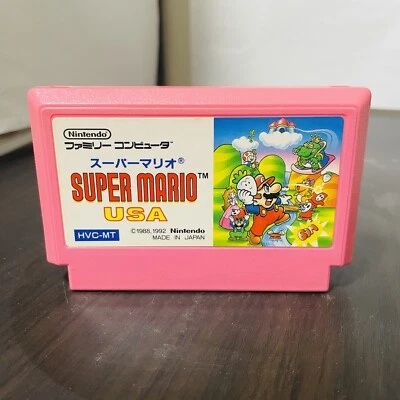 Nintendo
ファミリー コンピュータ
スーパーマリオ®
SUPER MARIO™
USA
HVC-MT
©1988,1992 Nintendo
MADE IN JAPAN